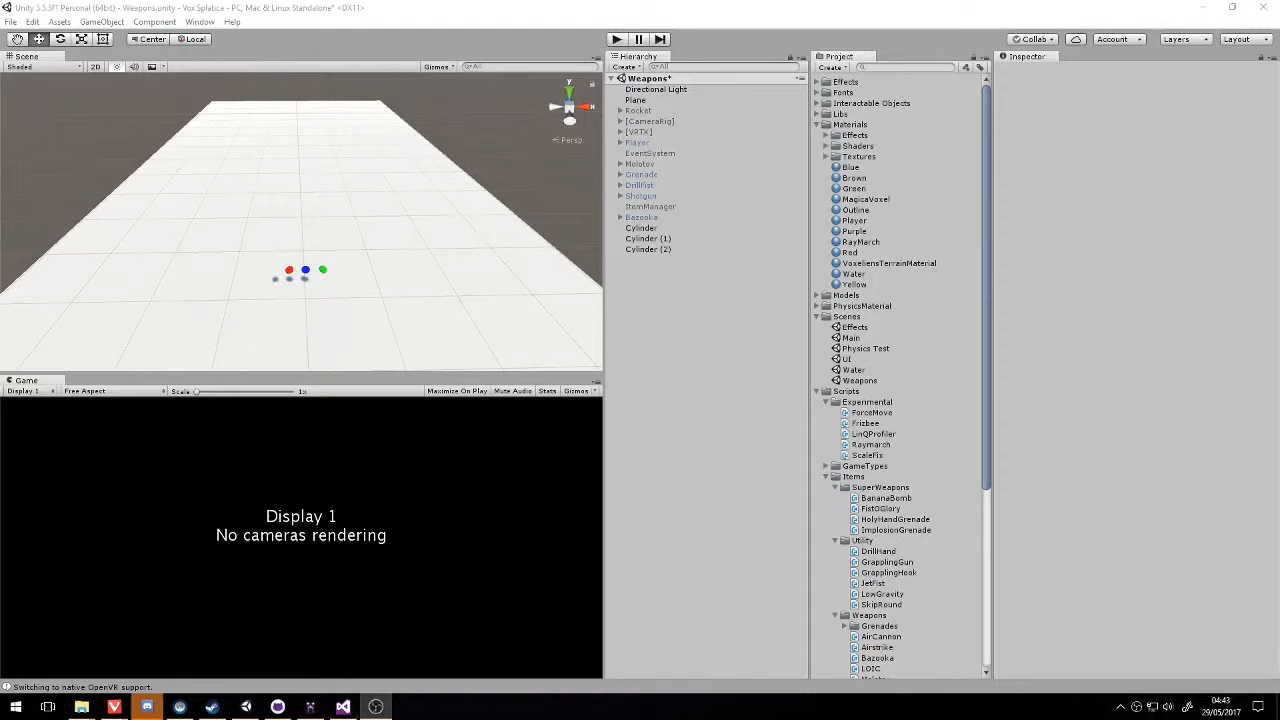 Unity 5.5.3f1 Personal (64bit) - Weapons.unity - Vox Splatica - PC, Mac & Linux Standalone* <DX11>
File Edit Assets GameObject Component Window Help
Center Local Collab Account Layers Layout
Scene
Shaded 2D Gizmos All
y
x
Persp
Game
Display 1 Free Aspect Scale 1x Maximize On Play Mute Audio Stats Gizmos
Display 1
No cameras rendering
Hierarchy
Create All
Weapons*
Directional Light
Plane
Rocket
[CameraRig]
[VRTK]
Player
EventSystem
Molotov
Grenade
DrillFist
Shotgun
ItemManager
Bazooka
Cylinder
Cylinder (1)
Cylinder (2)
Project
Create
Effects
Fonts
Interactable Objects
Libs
Materials
Effects
Shaders
Textures
Blue
Brown
Green
MagicaVoxel
Outline
Player
Purple
RayMarch
Red
VoxeliensTerrainMaterial
Water
Yellow
Models
PhysicsMaterial
Scenes
Effects
Main
Physics Test
UI
Water
Weapons
Scripts
Experimental
ForceMove
Frizbee
LinQProfiler
Raymarch
ScaleFix
GameTypes
Items
SuperWeapons
BananaBomb
FistOGlory
HolyHandGrenade
ImplosionGrenade
Utility
DrillHand
GrapplingGun
GrapplingHook
JetFist
LowGravity
SkipRound
Weapons
Grenades
AirCannon
Airstrike
Bazooka
LOIC
Inspector
Switching to native OpenVR support.
04:43
29/05/2017